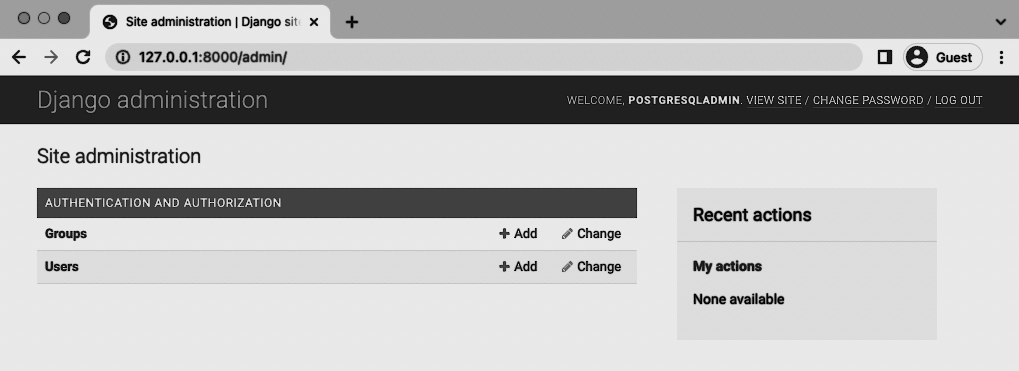 Site administration | Django sit
127.0.0.1:8000/admin/
Guest
Django administration
WELCOME, POSTGRESQLADMIN. VIEW SITE / CHANGE PASSWORD / LOG OUT
Site administration
AUTHENTICATION AND AUTHORIZATION
Groups Add Change
Users Add Change
Recent actions
My actions
None available